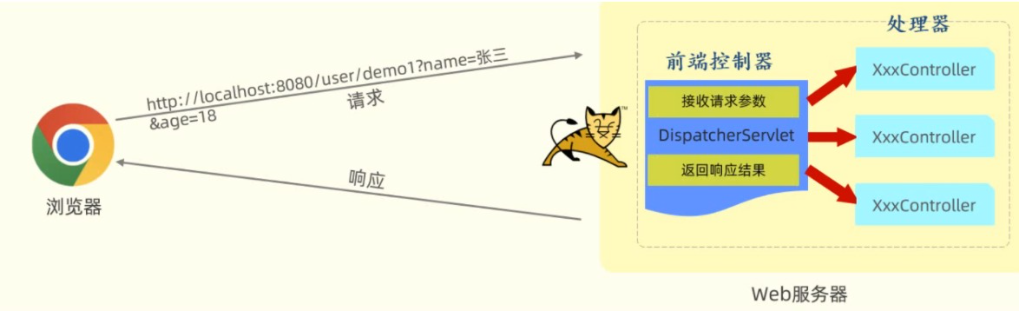 处理器
前端控制器
XxxController
http://localhost:8080/user/demo1?name=张三
&age=18
请求
接收请求参数
DispatcherServlet
XxxController
返回响应结果
响应
浏览器
XxxController
Web服务器
TM